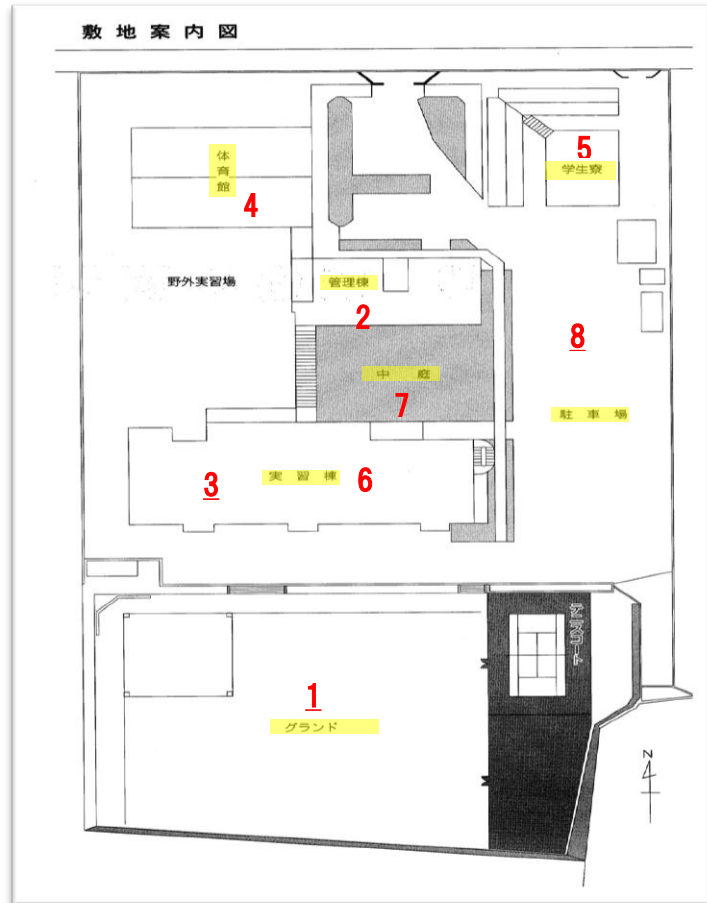 敷地案内図
体育館
4
5
学生寮
野外実習場
管理棟
2
8
中庭
7
駐車場
3
実習棟
6
テニスコート
1
グランド
N